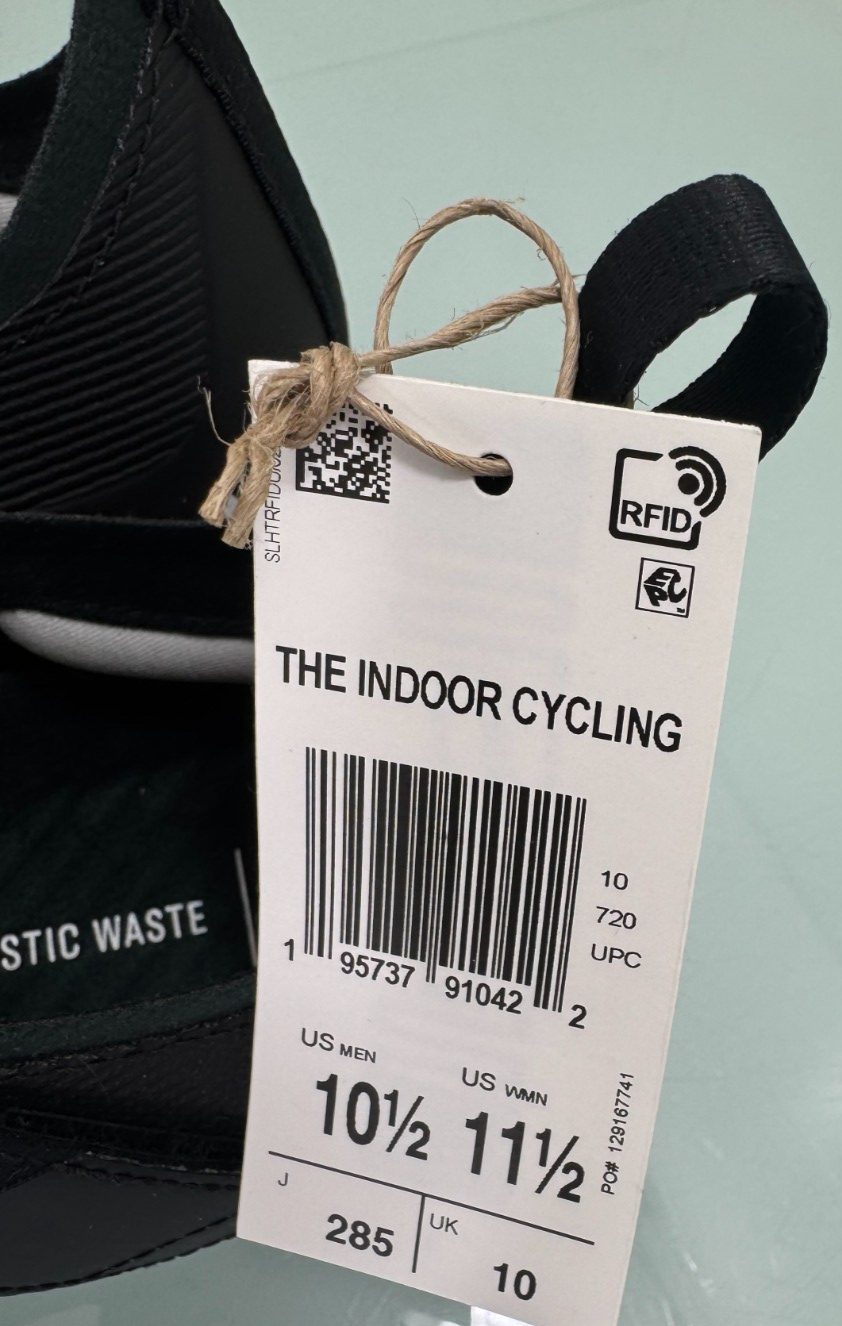 RFID
EPC
THE INDOOR CYCLING
10
720
UPC
1 95737 91042 2
STIC WASTE
US MEN
US WMN
10½
11½
PO# 129167741
J
285
UK
10